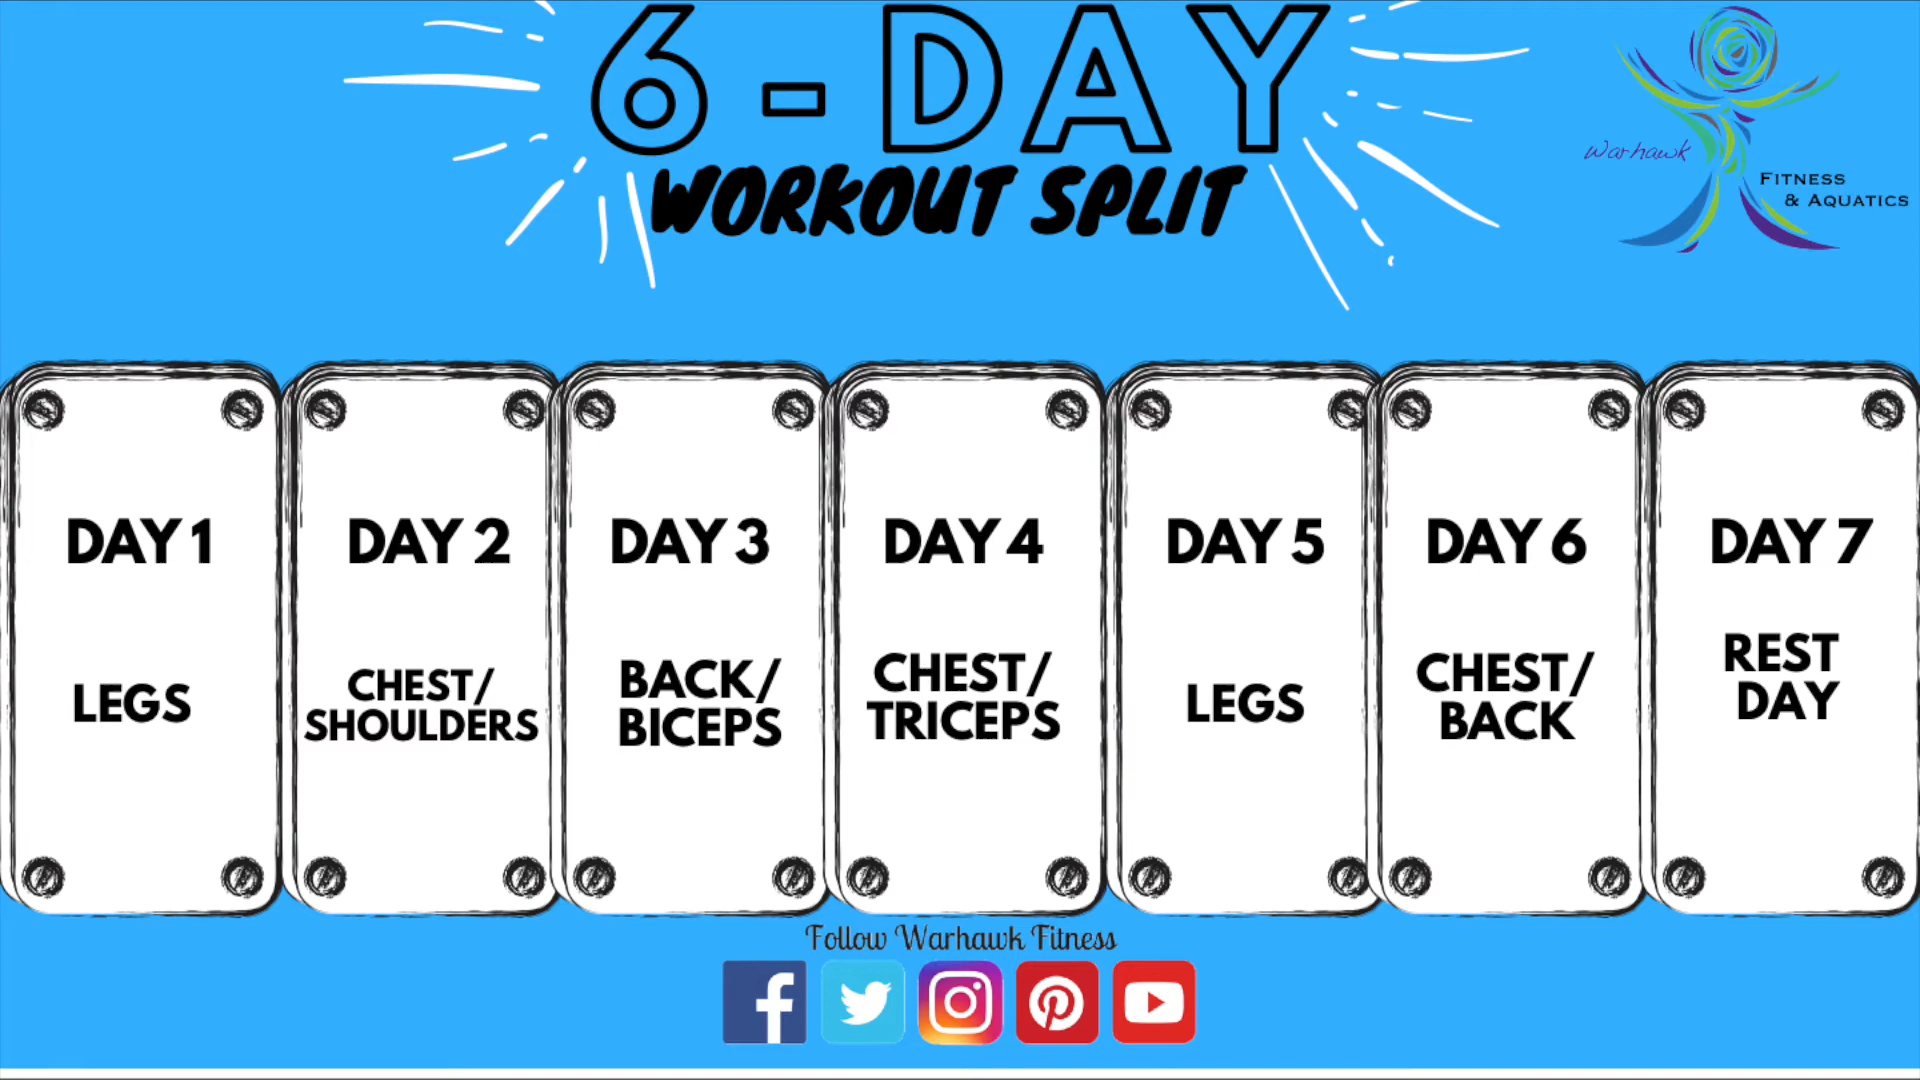 6-DAY
WORKOUT SPLIT
Warhawk
FITNESS
& AQUATICS
DAY 1
LEGS
DAY 2
CHEST/
SHOULDERS
DAY 3
BACK/
BICEPS
DAY 4
CHEST/
TRICEPS
DAY 5
LEGS
DAY 6
CHEST/
BACK
DAY 7
REST
DAY
Follow Warhawk Fitness